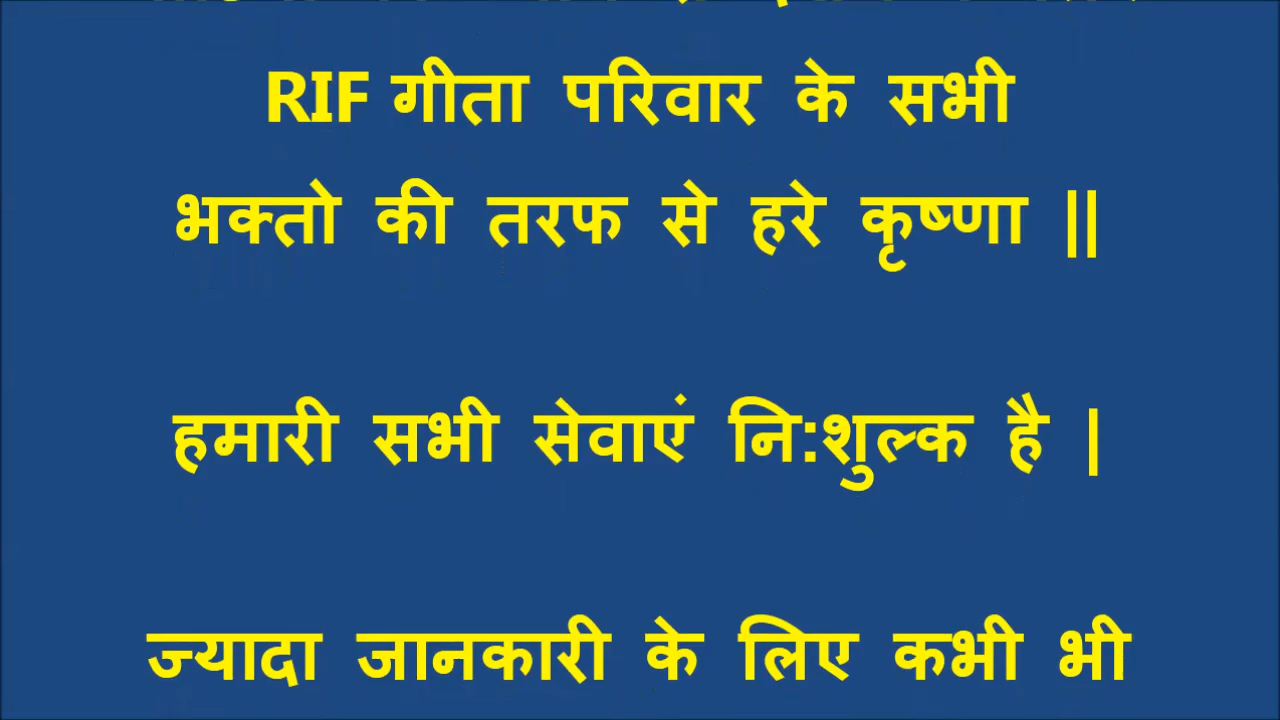 RIF गीता परिवार के सभी
भक्तो की तरफ से हरे कृष्णा ||
हमारी सभी सेवाएं नि:शुल्क है |
ज्यादा जानकारी के लिए कभी भी